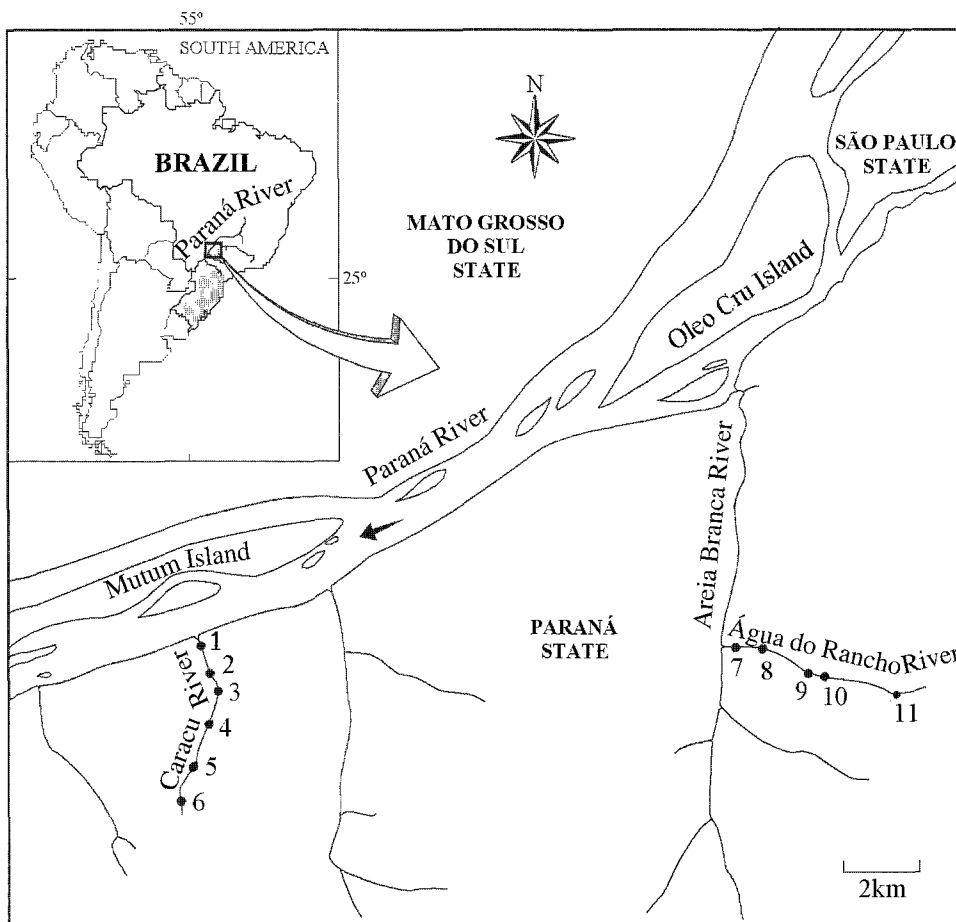 55º
SOUTH AMERICA
BRAZIL
Paraná River
25º
N
MATO GROSSO
DO SUL
STATE
SÃO PAULO
STATE
Oleo Cru Island
Paraná River
Mutum Island
Areia Branca River
PARANÁ
STATE
Água do Rancho River
1
2
3
4
5
6
Caracu River
7
8
9
10
11
2km